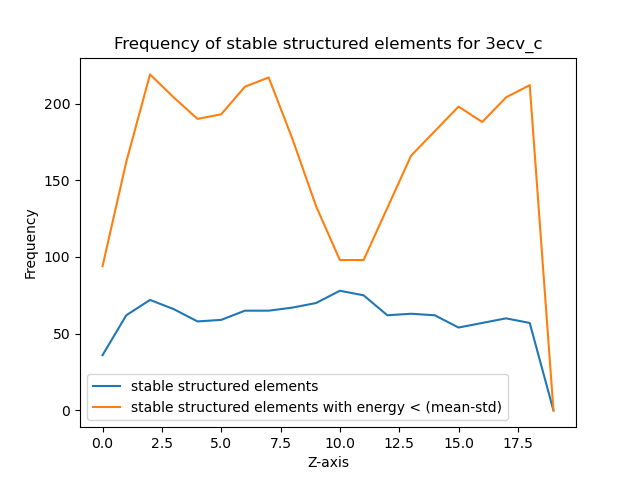 Frequency of stable structured elements for 3ecv_c
200
150
100
50
0
Frequency
stable structured elements
stable structured elements with energy < (mean-std)
0.0 2.5 5.0 7.5 10.0 12.5 15.0 17.5
Z-axis